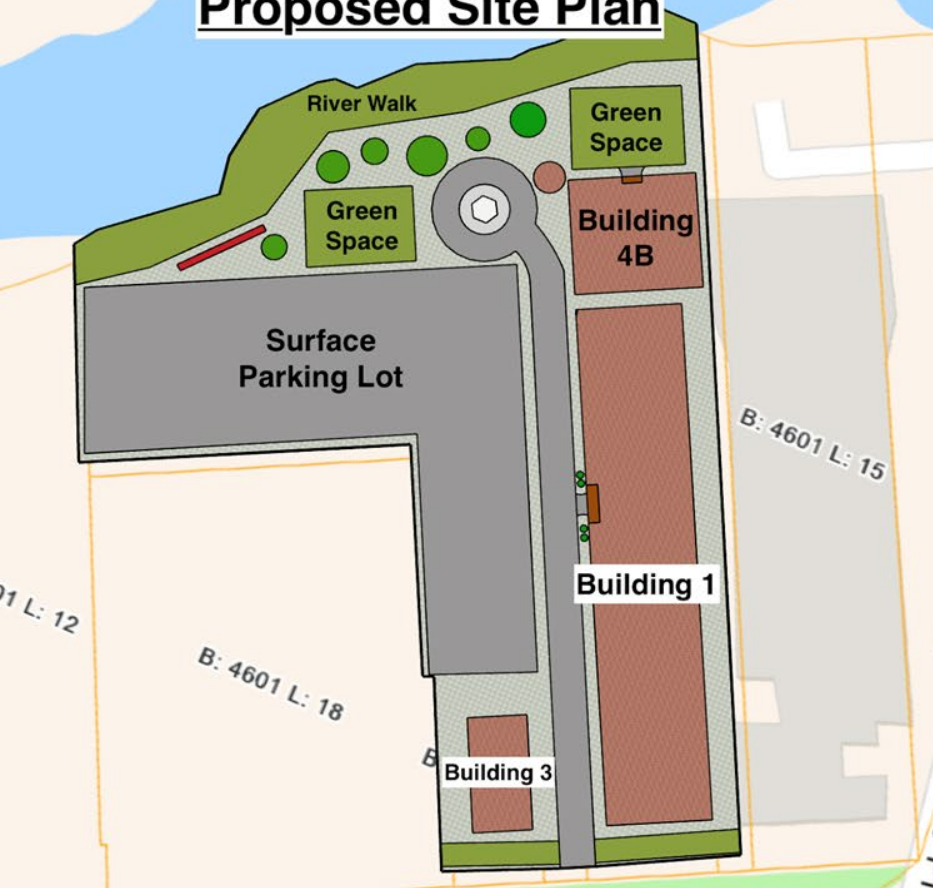 Proposed Site Plan
River Walk
Green
Space
Green
Space
Building
4B
Surface
Parking Lot
B: 4601 L: 15
Building 1
L: 12
B: 4601 L: 18
B
Building 3